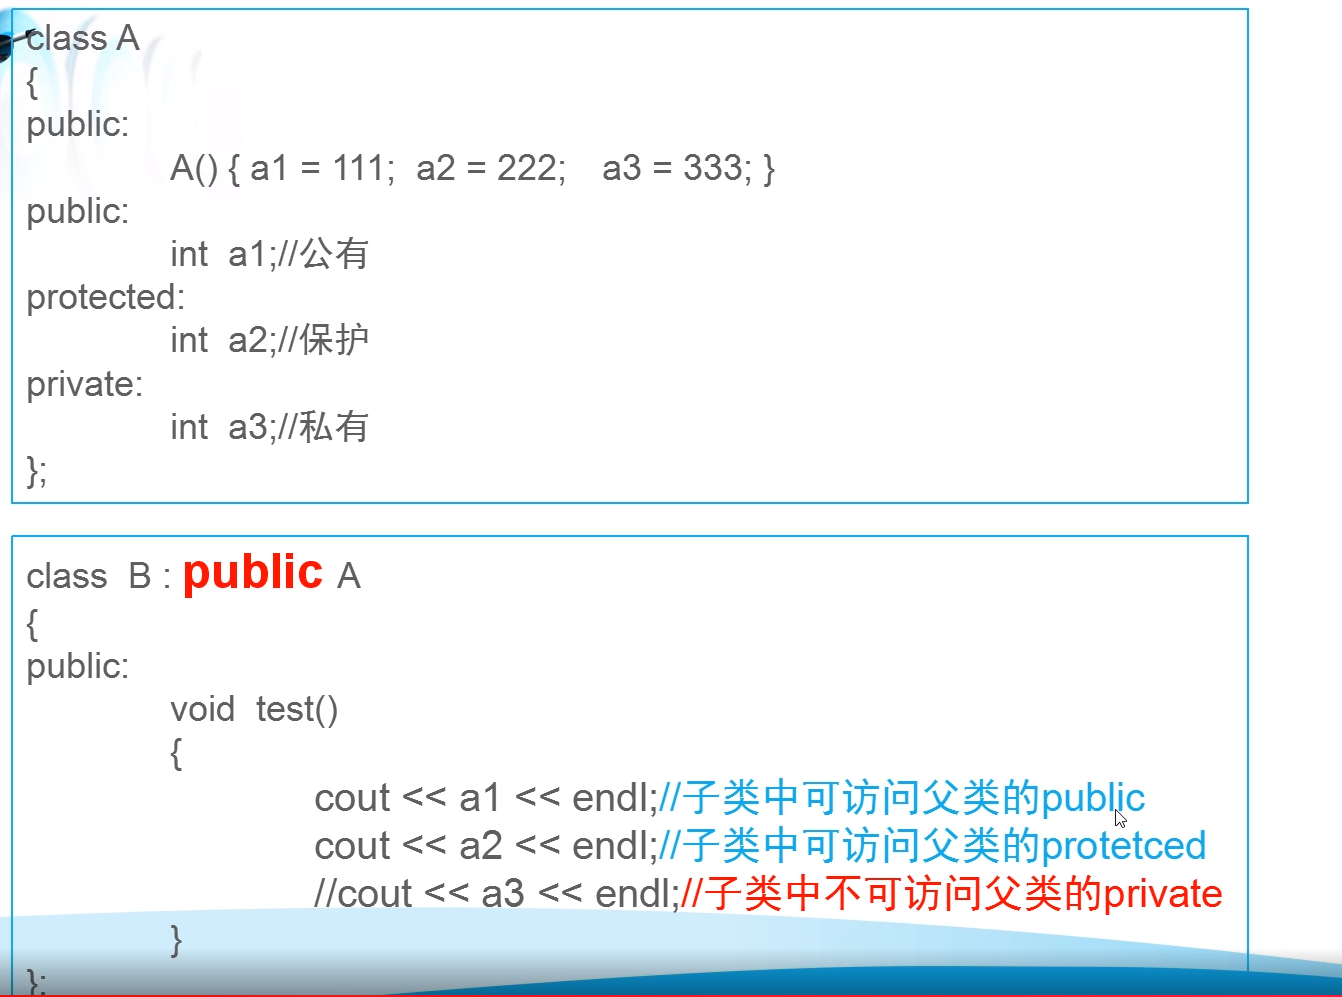 class A
{
public:
A() { a1 = 111;  a2 = 222;   a3 = 333; }
public:
int  a1;//公有
protected:
int  a2;//保护
private:
int  a3;//私有
};
class  B : public A
{
public:
void  test()
{
cout << a1 << endl;//子类中可访问父类的public
cout << a2 << endl;//子类中可访问父类的protetced
//cout << a3 << endl;//子类中不可访问父类的private
}
};